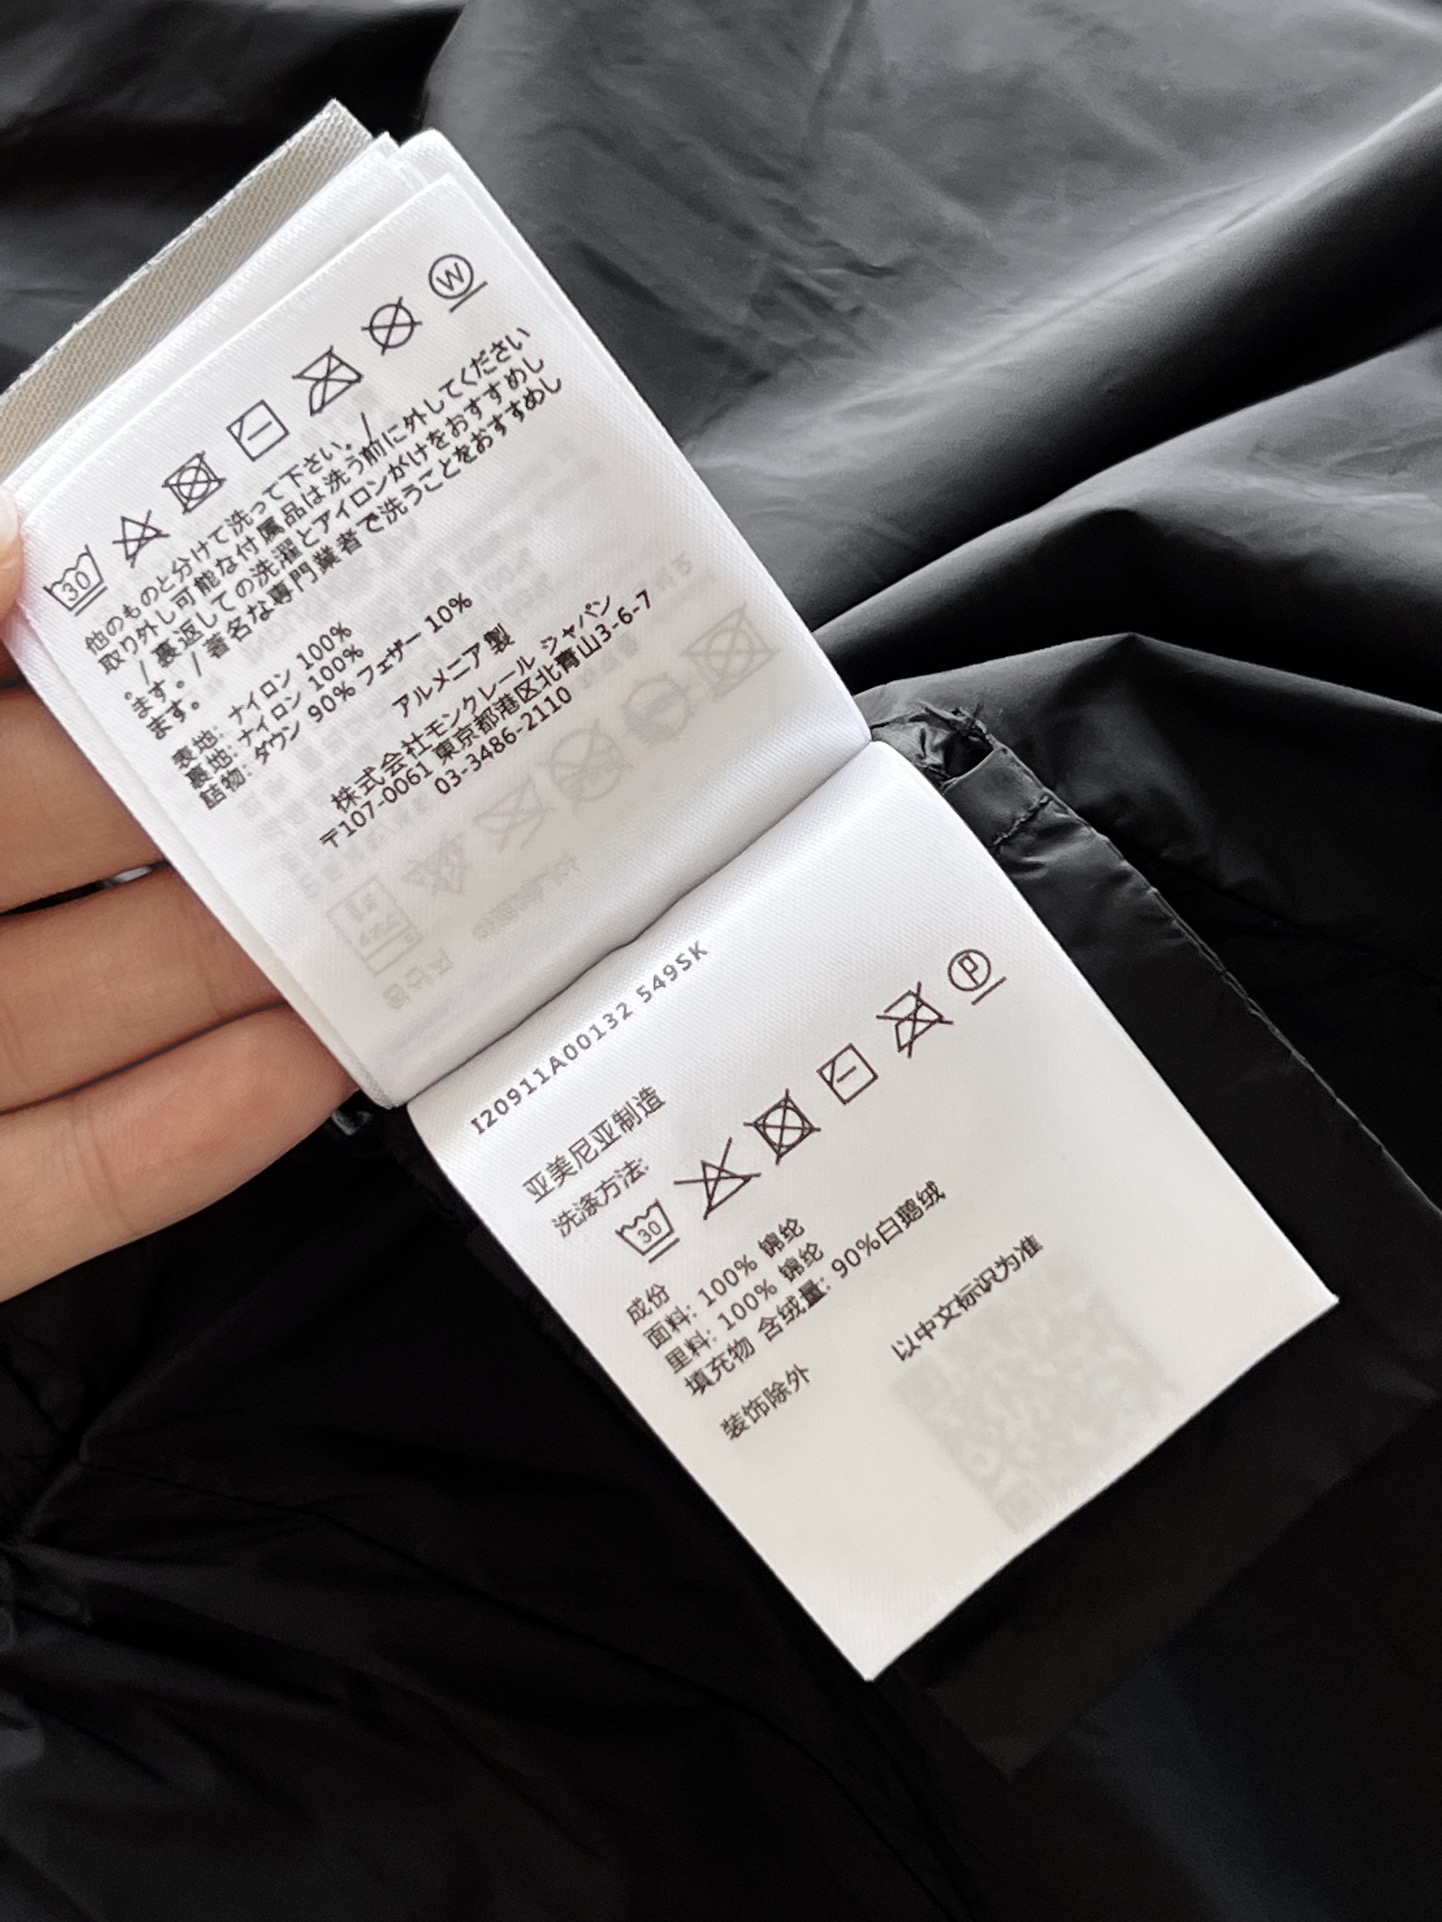 W
30
他のものと分けて洗って下さい。/
取り外し可能な付属品は洗う前に外してください
/ 裏返しての洗濯とアイロンがけをおすすめし
ます。/ 著名な専門業者で洗うことをおすすめし
ます。
表地: ナイロン 100%
裏地: ナイロン 100%
詰物: ダウン 90% フェザー 10%
アルメニア 製
株式会社モンクレール ジャパン
〒107-0061 東京都港区北青山3-6-7
03-3486-2110
I20911A00132 549SK
亚美尼亚制造
洗涤方法:
30
P
成份
面料: 100% 锦纶
里料: 100% 锦纶
填充物 含绒量: 90%白鹅绒
装饰除外
以中文标识为准